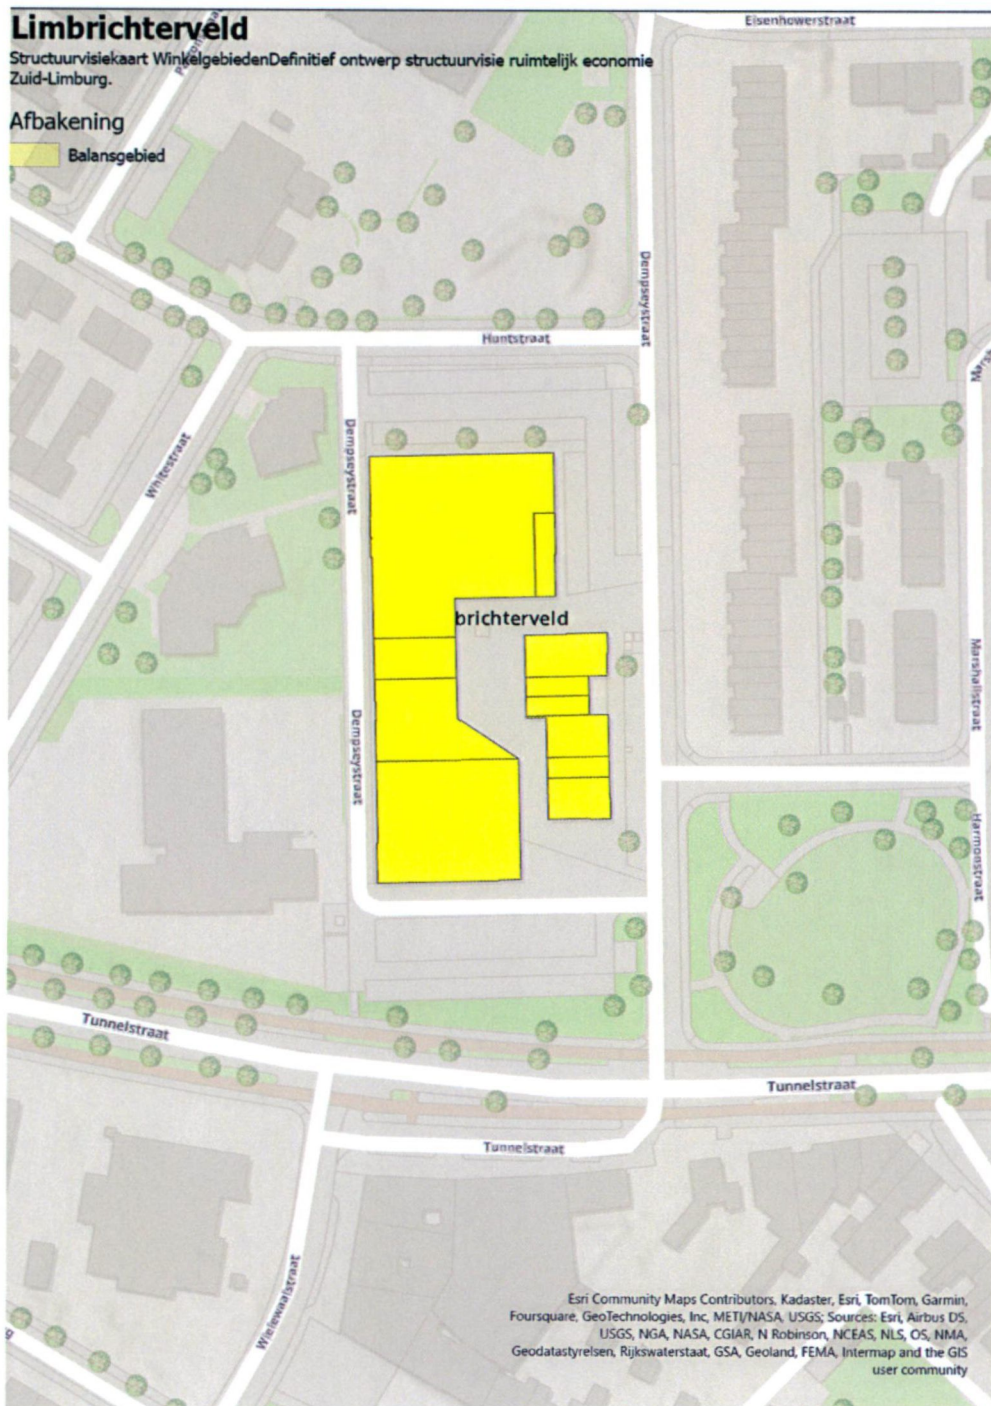 Limbrichterveld
Structuurvisiekaart WinkelgebiedenDefinitief ontwerp structuurvisie ruimtelijk economie
Zuid-Limburg.
Afbakening
Balansgebied
Eisenhowerstraat
Dempseystraat
Huntstraat
Whitestraat
Dempseystraat
brichterveld
Marshallstraat
Dempseystraat
Harmonstraat
Tunnelstraat
Tunnelstraat
Tunnelstraat
Wielewaalstraat
Esri Community Maps Contributors, Kadaster, Esri, TomTom, Garmin,
Foursquare, GeoTechnologies, Inc, METI/NASA, USGS; Sources: Esri, Airbus DS,
USGS, NGA, NASA, CGIAR, N Robinson, NCEAS, NLS, OS, NMA,
Geodatastyrelsen, Rijkswaterstaat, GSA, Geoland, FEMA, Intermap and the GIS
user community